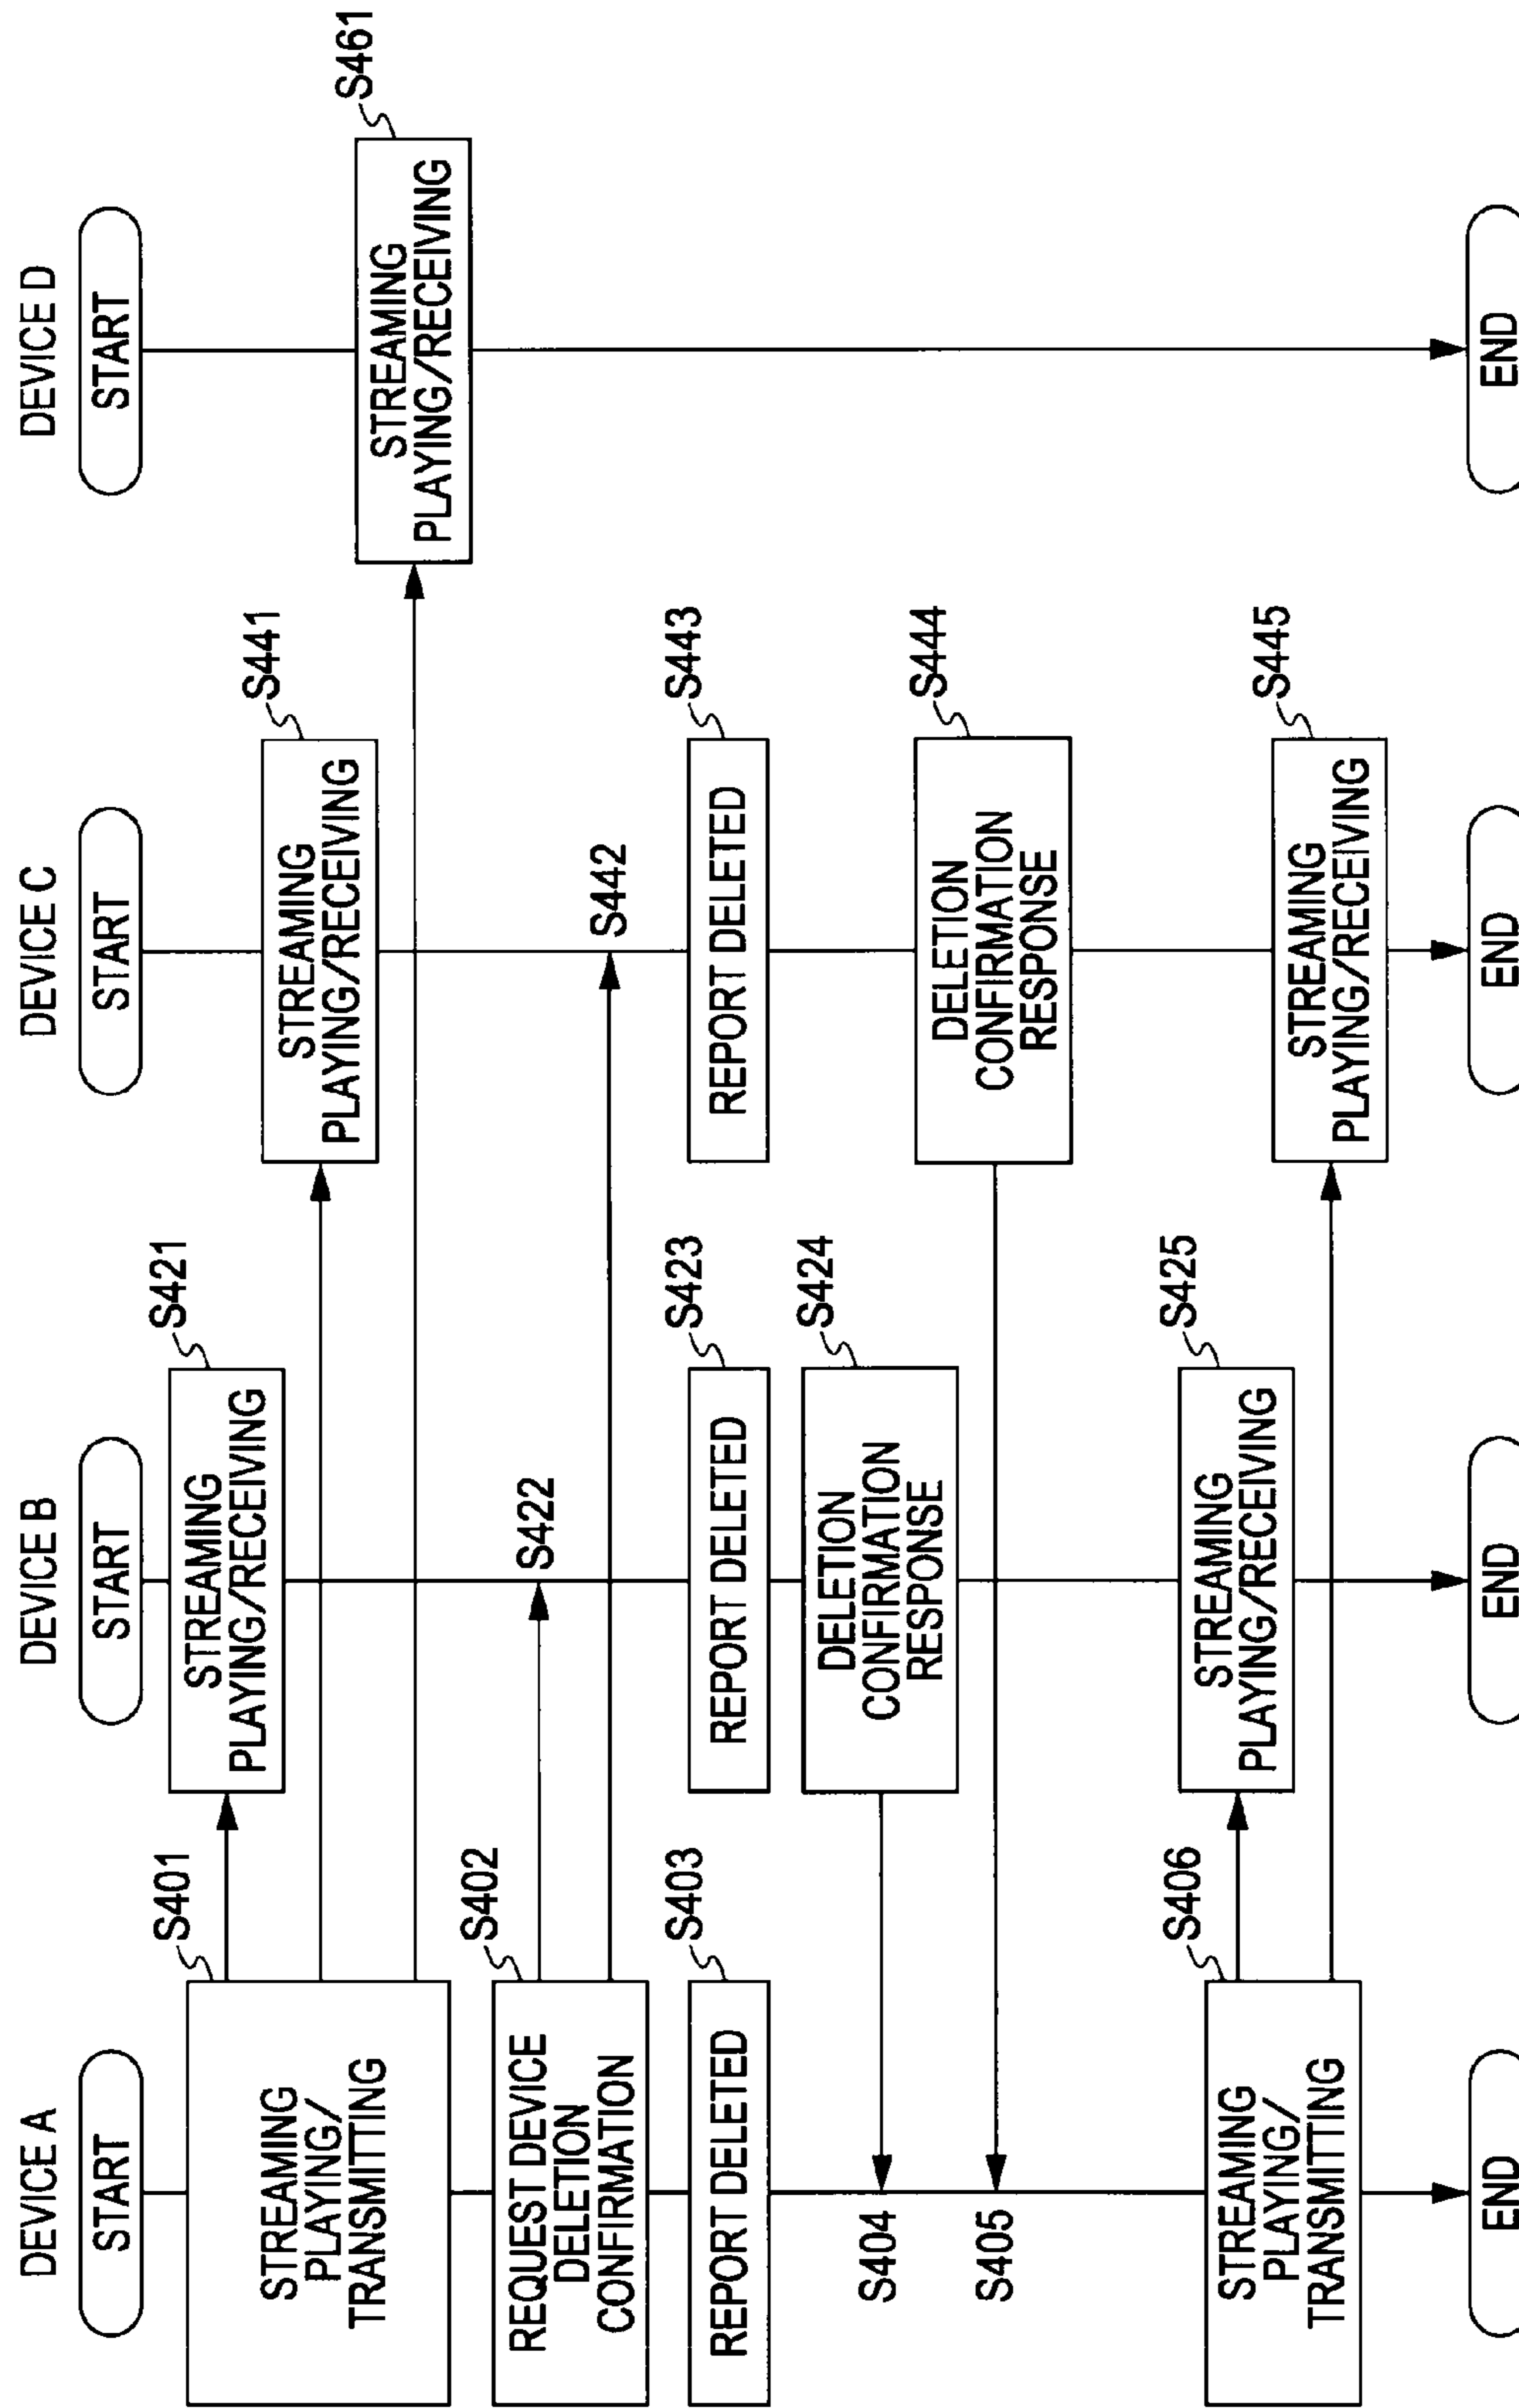 DEVICE A
START
S401
STREAMING
PLAYING/
TRANSMITTING
S402
REQUEST DEVICE
DELETION
CONFIRMATION
S403
REPORT DELETED
S404
S405
S406
STREAMING
PLAYING/
TRANSMITTING
END
DEVICE B
START
S421
STREAMING
PLAYING/RECEIVING
S422
S423
REPORT DELETED
S424
DELETION
CONFIRMATION
RESPONSE
S425
STREAMING
PLAYING/RECEIVING
END
DEVICE C
START
S441
STREAMING
PLAYING/RECEIVING
S442
S443
REPORT DELETED
S444
DELETION
CONFIRMATION
RESPONSE
S445
STREAMING
PLAYING/RECEIVING
END
DEVICE D
START
S461
STREAMING
PLAYING/RECEIVING
END